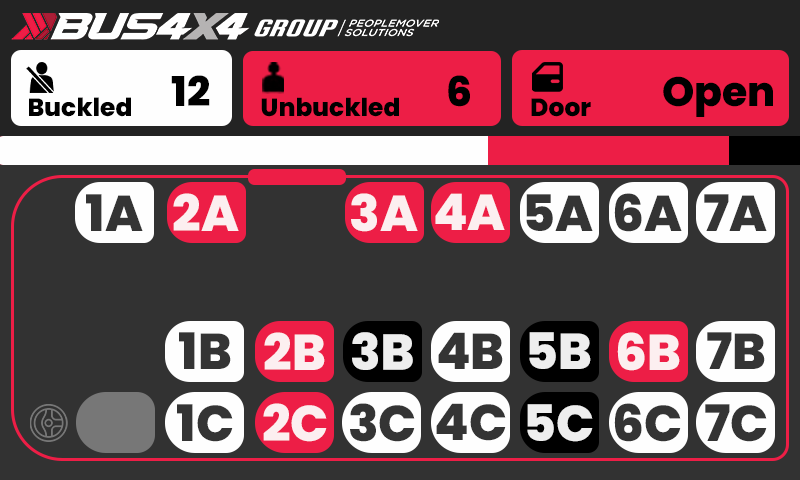 BUS4X4 GROUP | PEOPLEMOVER SOLUTIONS
Buckled 12
Unbuckled 6
Door Open
1A 2A 3A 4A 5A 6A 7A
1B 2B 3B 4B 5B 6B 7B
1C 2C 3C 4C 5C 6C 7C